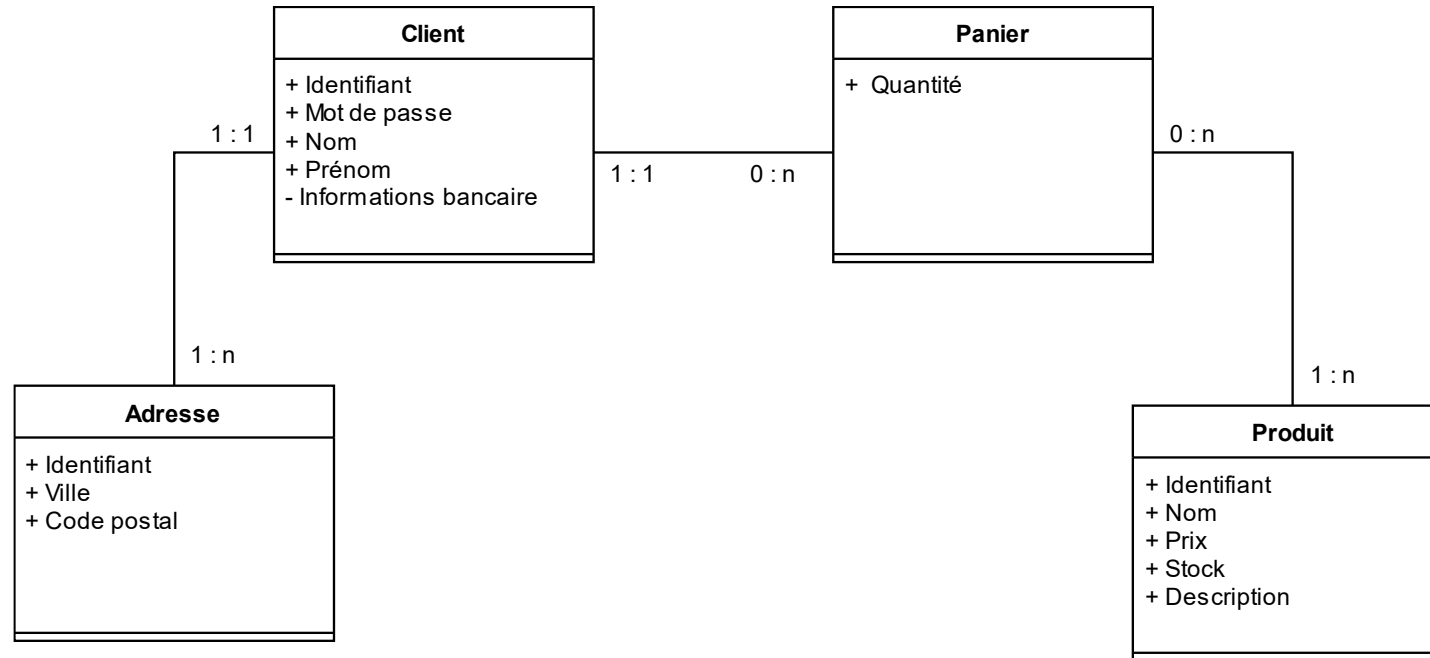 Client
+ Identifiant
+ Mot de passe
+ Nom
+ Prénom
- Informations bancaire
Panier
+ Quantité
1 : 1
1 : 1
0 : n
0 : n
1 : n
1 : n
Adresse
+ Identifiant
+ Ville
+ Code postal
Produit
+ Identifiant
+ Nom
+ Prix
+ Stock
+ Description